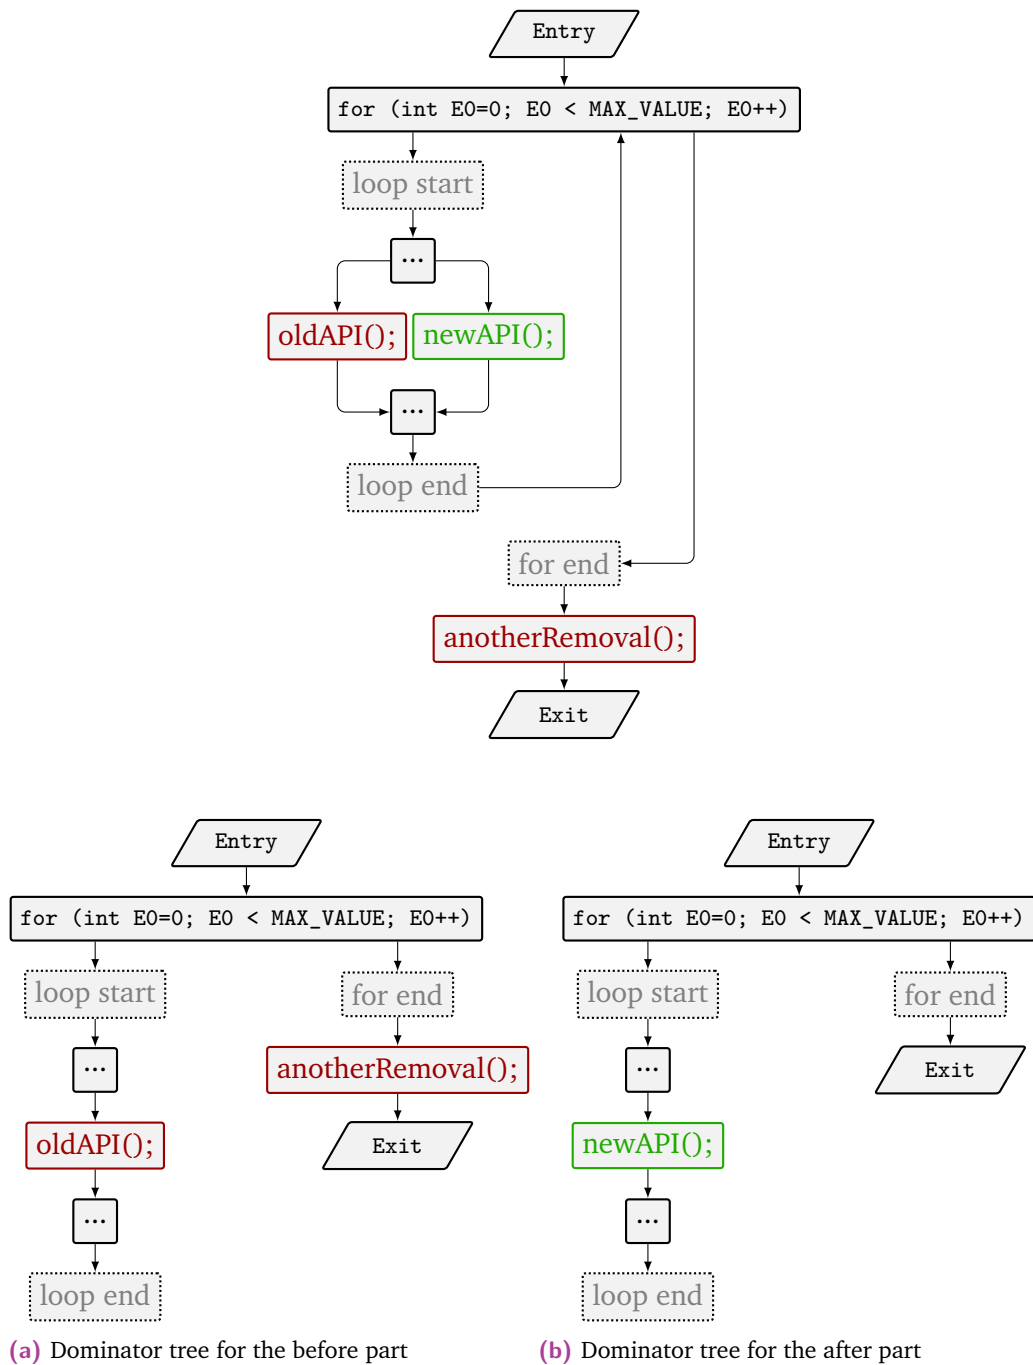 Entry
for (int E0=0; E0 < MAX_VALUE; E0++)
loop start
...
oldAPI(); newAPI();
...
loop end
for end
anotherRemoval();
Exit
Entry
for (int E0=0; E0 < MAX_VALUE; E0++)
loop start
for end
...
anotherRemoval();
oldAPI();
Exit
...
loop end
(a) Dominator tree for the before part
Entry
for (int E0=0; E0 < MAX_VALUE; E0++)
loop start
for end
...
Exit
newAPI();
...
loop end
(b) Dominator tree for the after part